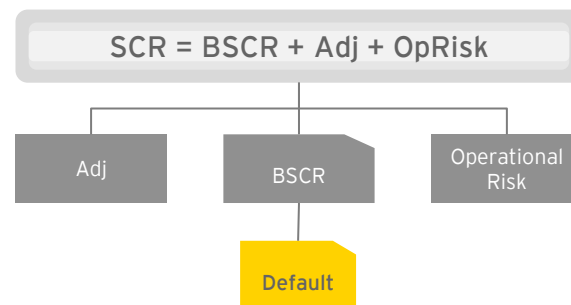 SCR = BSCR + Adj + OpRisk
Adj
BSCR
Operational
Risk
Default